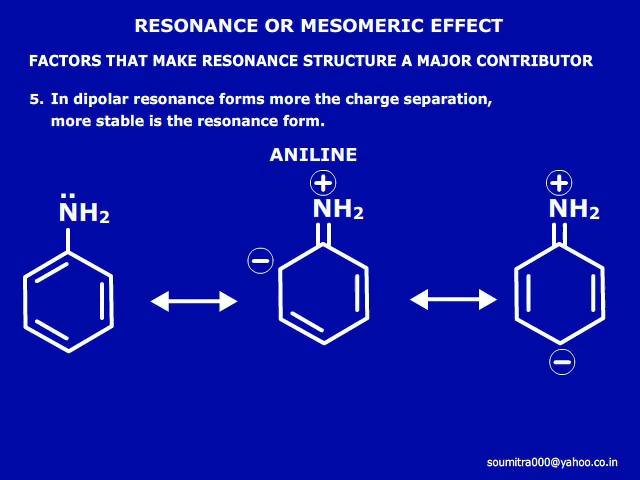 RESONANCE OR MESOMERIC EFFECT
FACTORS THAT MAKE RESONANCE STRUCTURE A MAJOR CONTRIBUTOR
5. In dipolar resonance forms more the charge separation,
more stable is the resonance form.
ANILINE
+ +
N̈H₂ NH₂ NH₂
−
−
soumitra000@yahoo.co.in